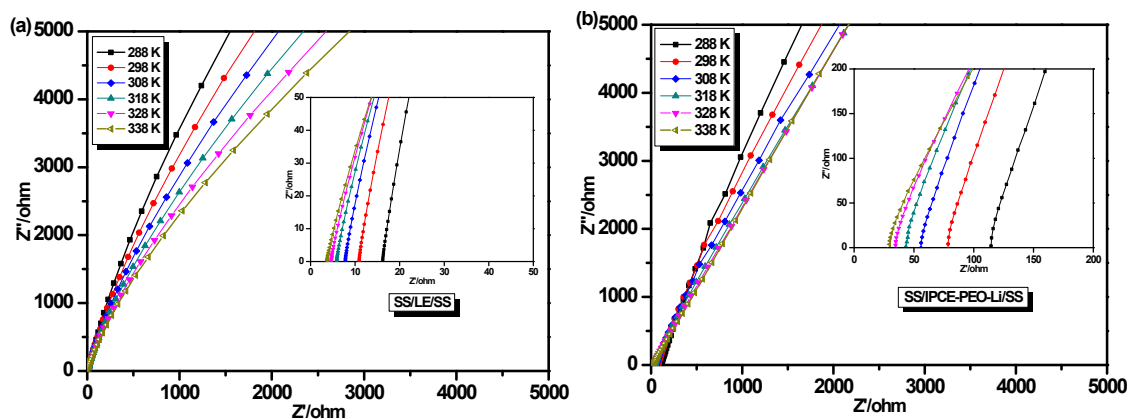 (a)
5000
4000
3000
2000
1000
0
Z''/ohm
288 K
298 K
308 K
318 K
328 K
338 K
50
40
30
20
10
0
Z''/ohm
0 10 20 30 40 50
Z'/ohm
SS/LE/SS
0 1000 2000 3000 4000 5000
Z'/ohm
(b)
5000
4000
3000
2000
1000
0
Z''/ohm
288 K
298 K
308 K
318 K
328 K
338 K
200
150
100
50
0
Z''/ohm
0 50 100 150 200
Z'/ohm
SS/IPCE-PEO-Li/SS
0 1000 2000 3000 4000 5000
Z'/ohm